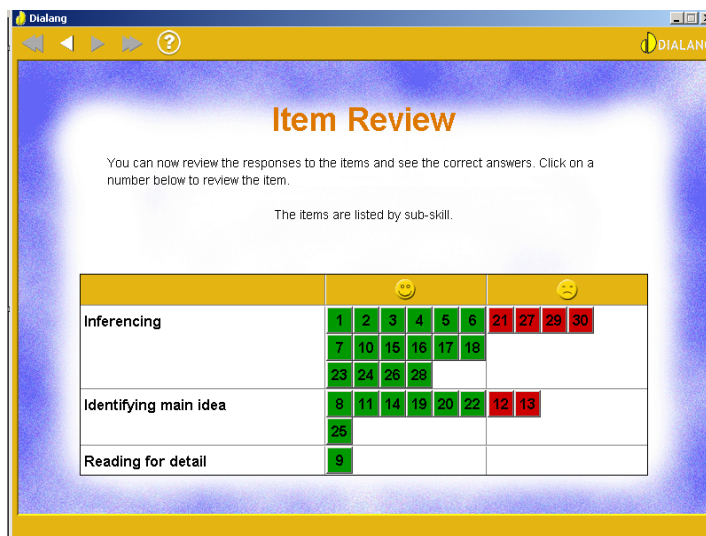 Dialang
?
DIALANG
Item Review
You can now review the responses to the items and see the correct answers. Click on a
number below to review the item.
The items are listed by sub-skill.
Inferencing 1 2 3 4 5 6 21 27 29 30
7 10 15 16 17 18
23 24 26 28
Identifying main idea 8 11 14 19 20 22 12 13
25
Reading for detail 9